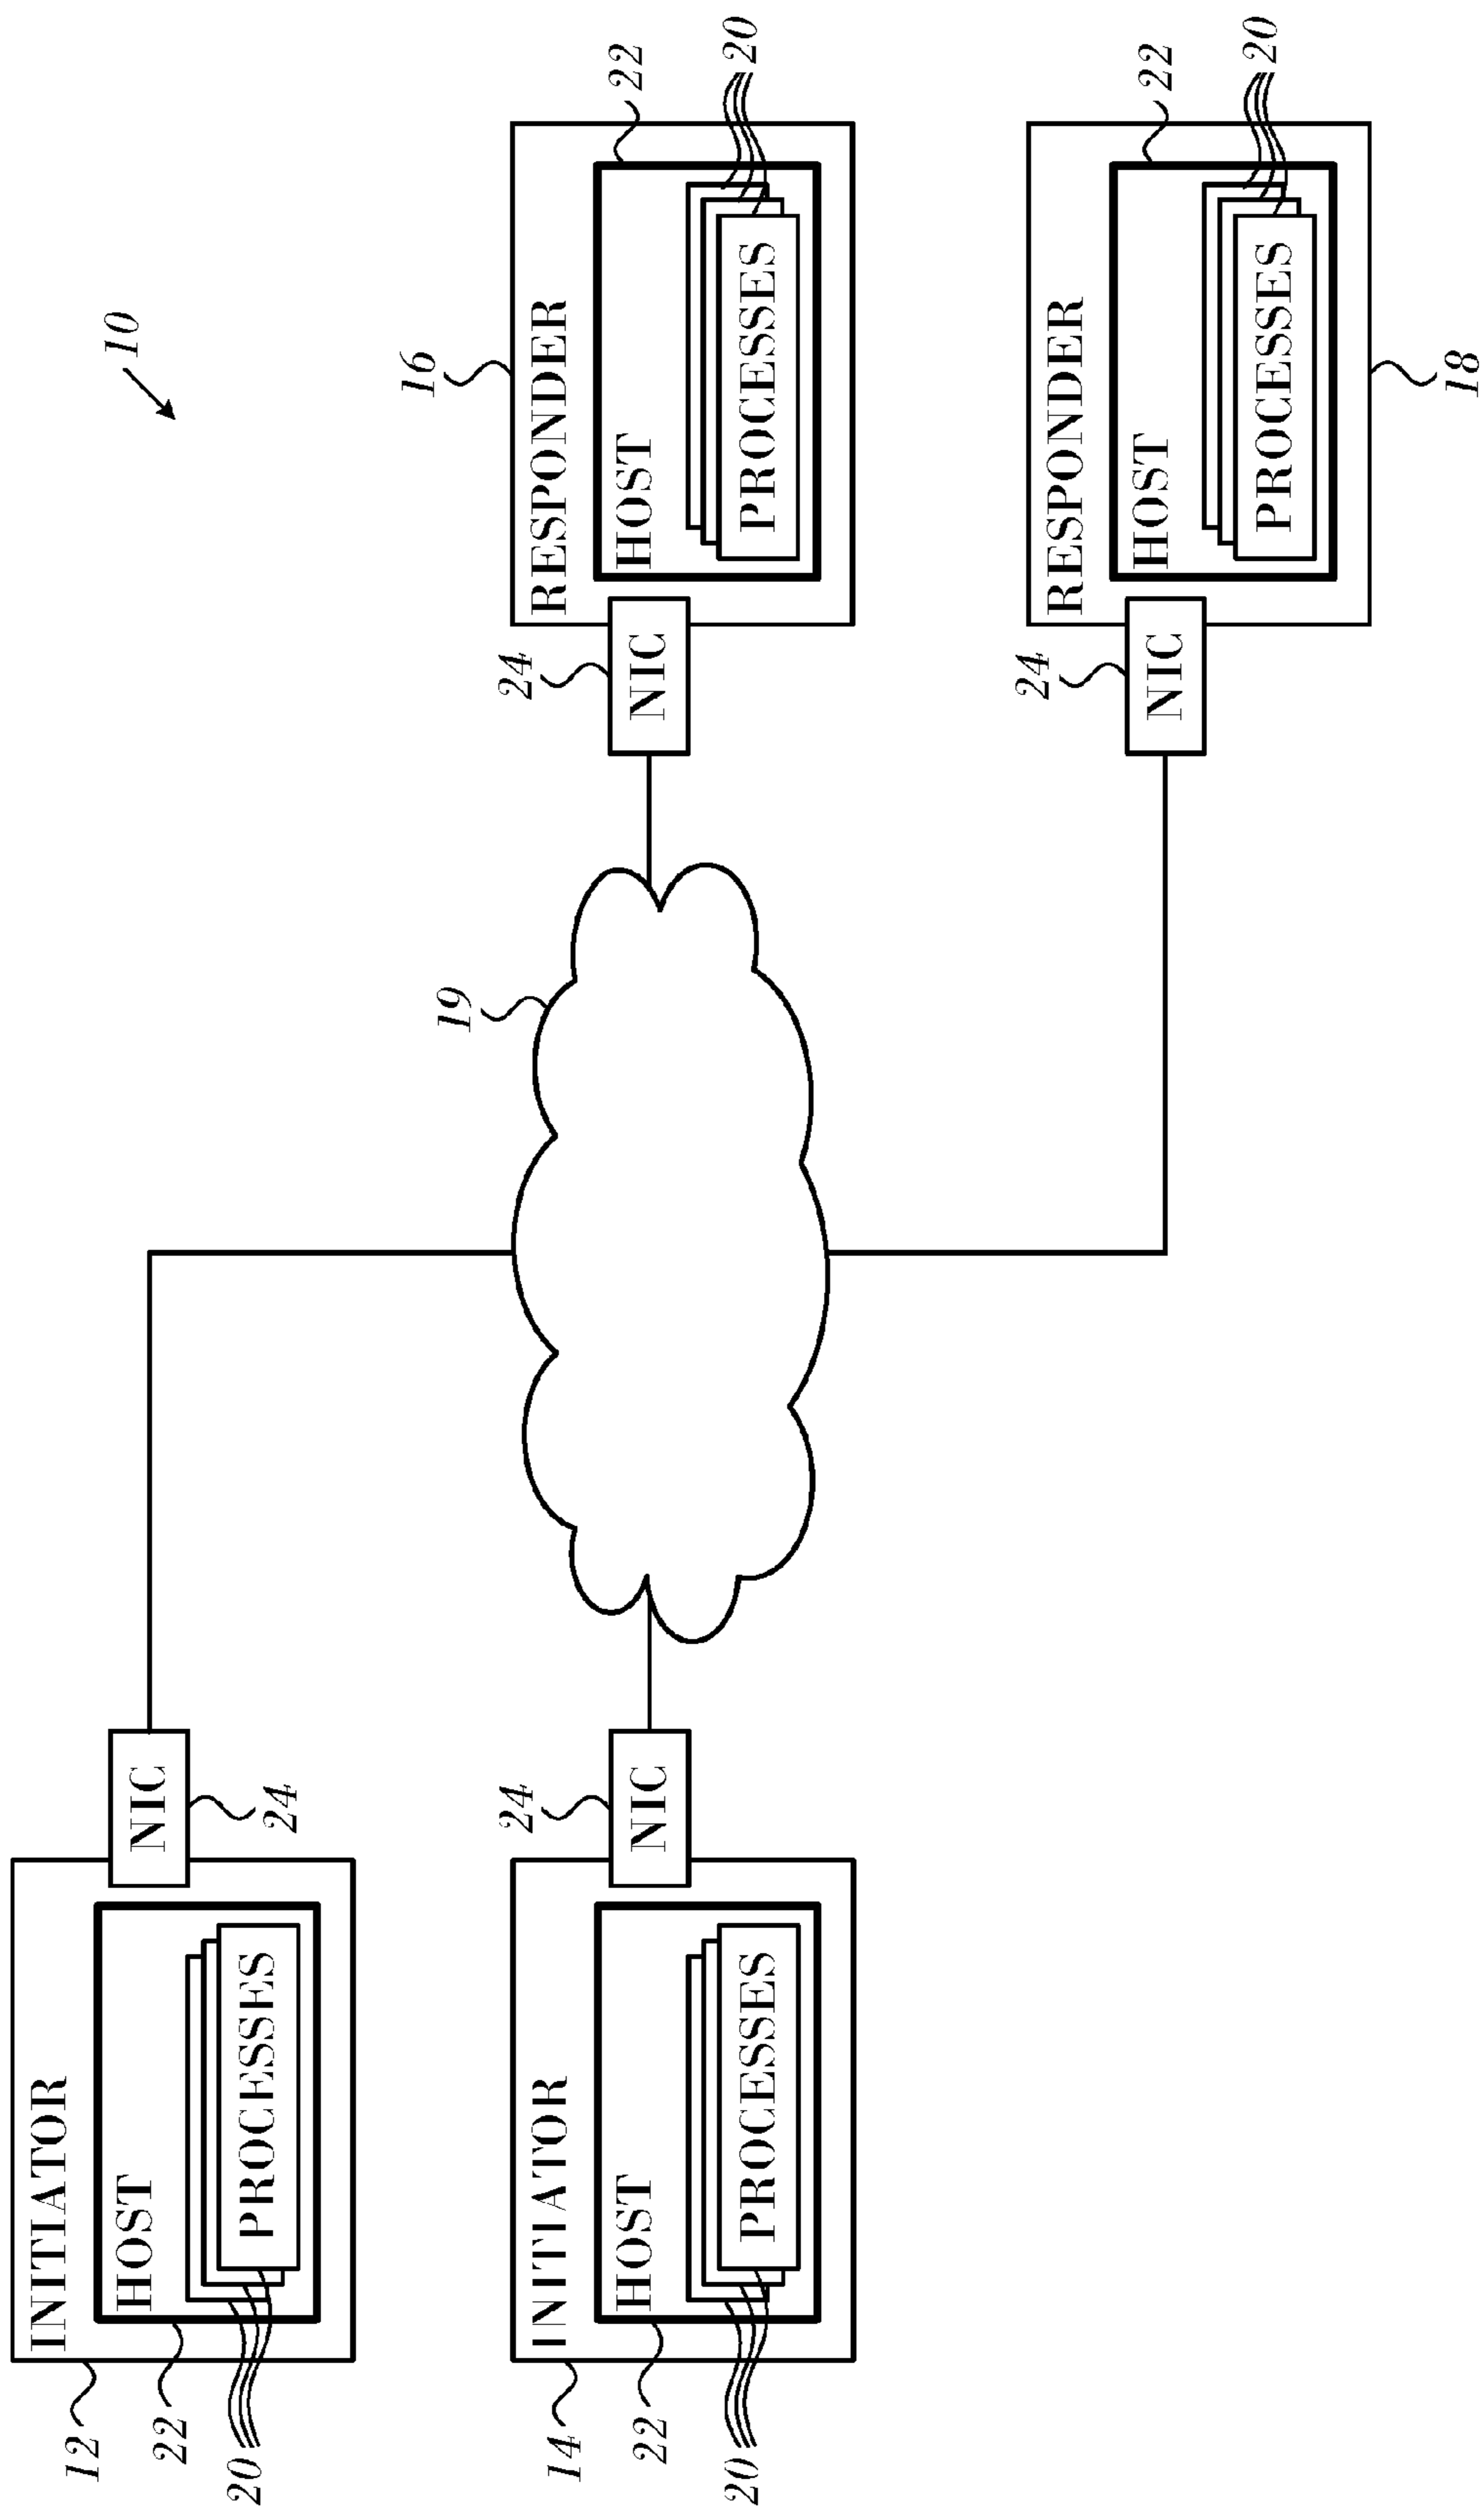 10
INITIATOR
12
HOST
22
PROCESSES
20
NIC
24
INITIATOR
14
HOST
22
PROCESSES
20
NIC
24
19
16
RESPONDER
24
NIC
HOST
22
PROCESSES
20
RESPONDER
24
NIC
HOST
22
PROCESSES
20
18